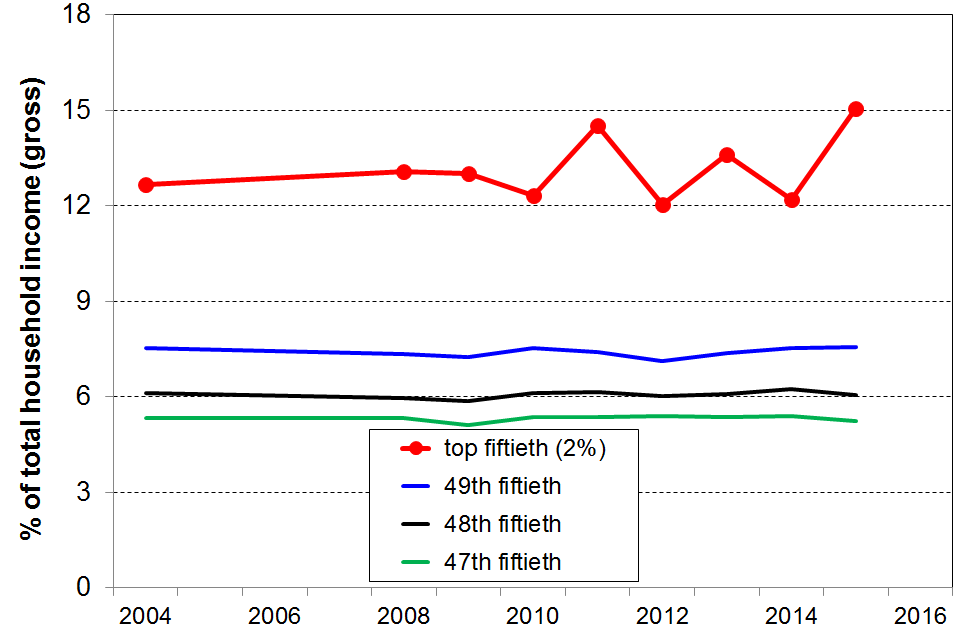 % of total household income (gross)
18
15
12
9
6
3
0
top fiftieth (2%)
49th fiftieth
48th fiftieth
47th fiftieth
2004 2006 2008 2010 2012 2014 2016